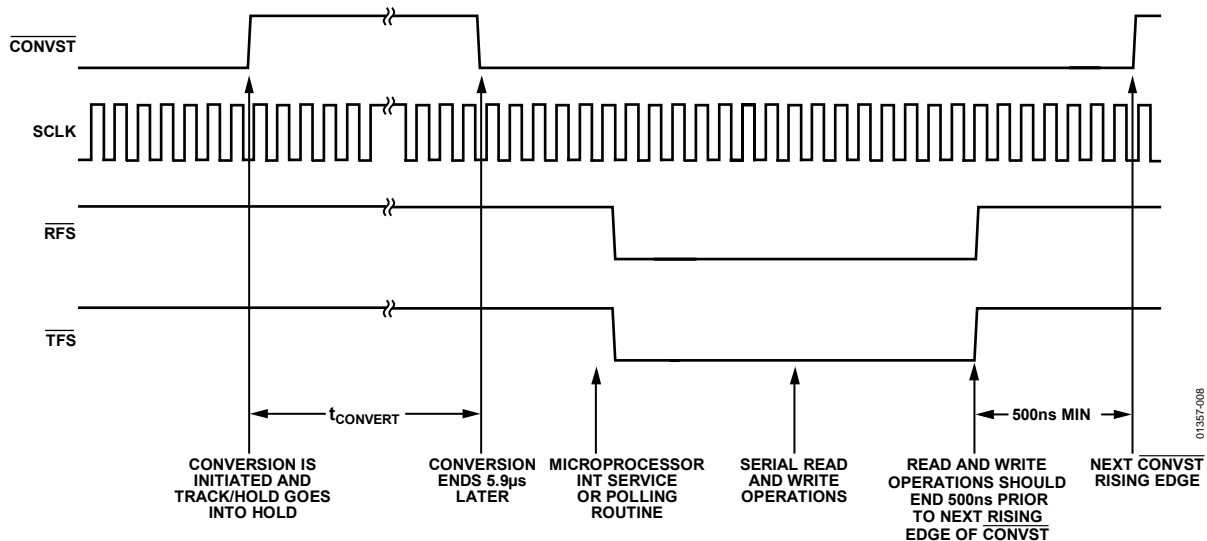 CONVST
SCLK
RFS
TFS
tCONVERT
500ns MIN
CONVERSION IS
INITIATED AND
TRACK/HOLD GOES
INTO HOLD
CONVERSION
ENDS 5.9µs
LATER
MICROPROCESSOR
INT SERVICE
OR POLLING
ROUTINE
SERIAL READ
AND WRITE
OPERATIONS
READ AND WRITE
OPERATIONS SHOULD
END 500ns PRIOR
TO NEXT RISING
EDGE OF CONVST
NEXT CONVST
RISING EDGE
01357-008